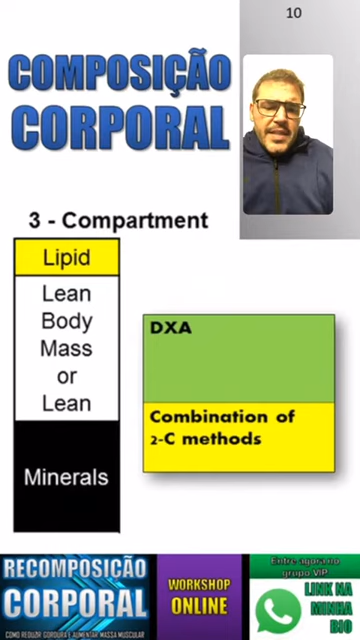 10
COMPOSIÇÃO
CORPORAL
3 - Compartment
Lipid
Lean
Body
Mass
or
Lean
Minerals
DXA
Combination of
2-C methods
RECOMPOSIÇÃO
CORPORAL
COMO REDUZIR GORDURA E AUMENTAR MASSA MUSCULAR
WORKSHOP
ONLINE
Entre agora no
grupo VIP
LINK NA
MINHA
BIO